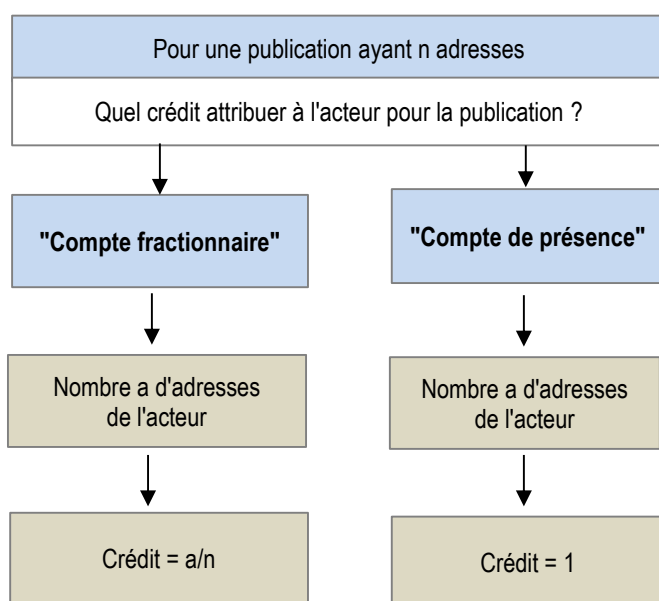 Pour une publication ayant n adresses
Quel crédit attribuer à l'acteur pour la publication ?
"Compte fractionnaire"
"Compte de présence"
Nombre a d'adresses
de l'acteur
Nombre a d'adresses
de l'acteur
Crédit = a/n
Crédit = 1